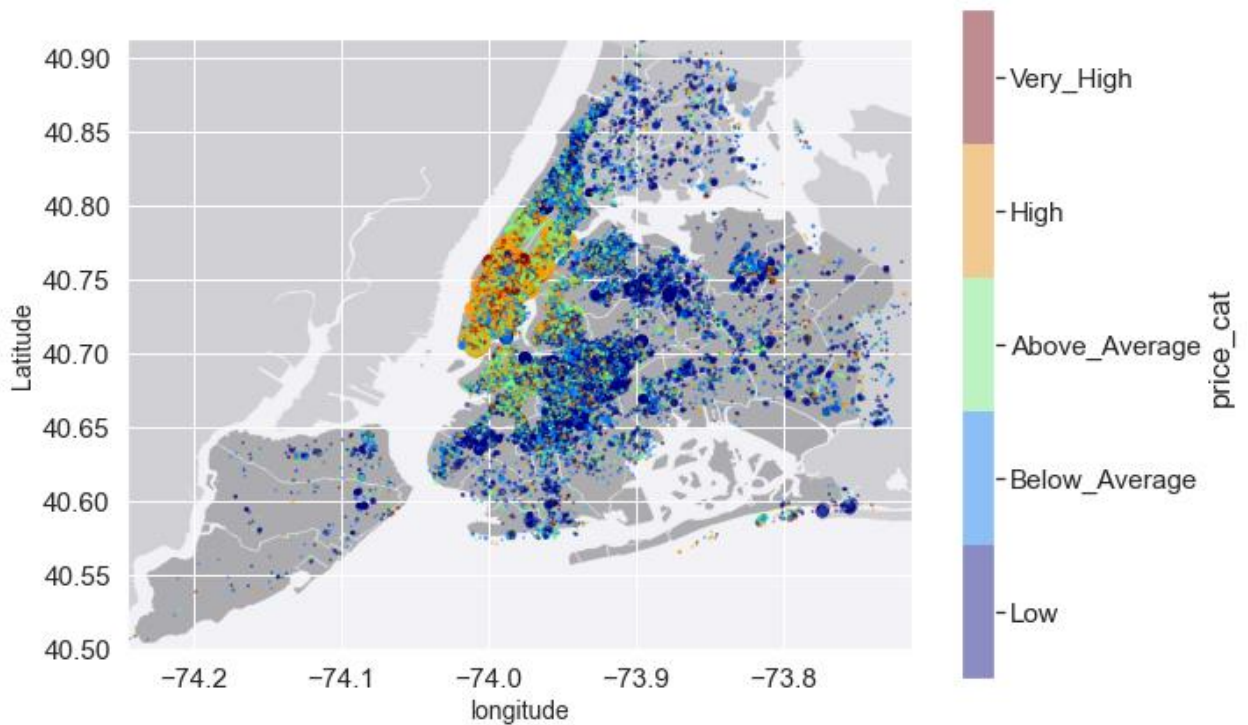 40.90
40.85
40.80
40.75
40.70
40.65
40.60
40.55
40.50
Latitude
−74.2 −74.1 −74.0 −73.9 −73.8
longitude
Very_High
High
Above_Average
Below_Average
Low
price_cat